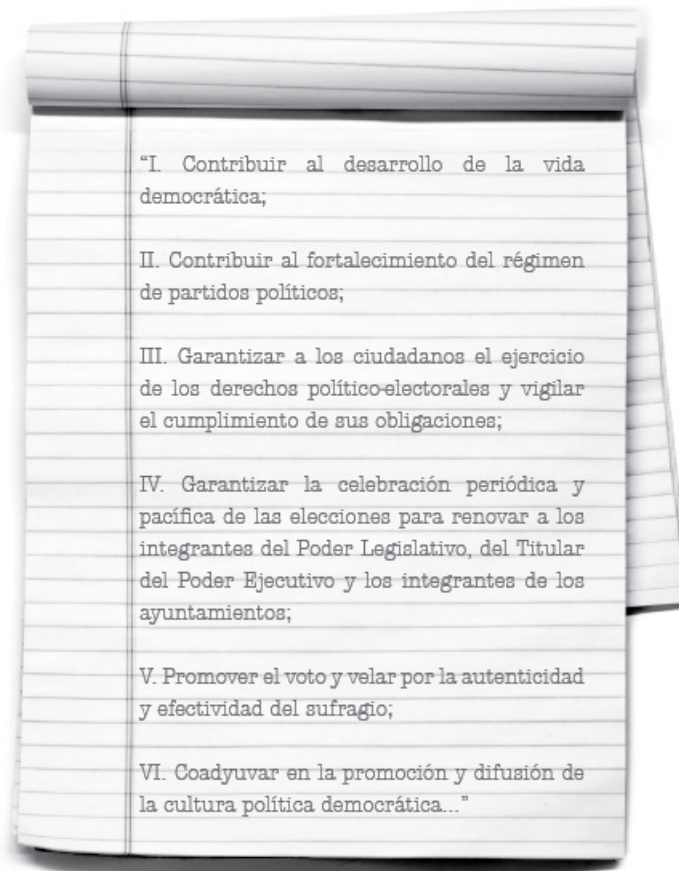 “I. Contribuir al desarrollo de la vida
democrática;
II. Contribuir al fortalecimiento del régimen
de partidos políticos;
III. Garantizar a los ciudadanos el ejercicio
de los derechos político-electorales y vigilar
el cumplimiento de sus obligaciones;
IV. Garantizar la celebración periódica y
pacífica de las elecciones para renovar a los
integrantes del Poder Legislativo, del Titular
del Poder Ejecutivo y los integrantes de los
ayuntamientos;
V. Promover el voto y velar por la autenticidad
y efectividad del sufragio;
VI. Coadyuvar en la promoción y difusión de
la cultura política democrática...”